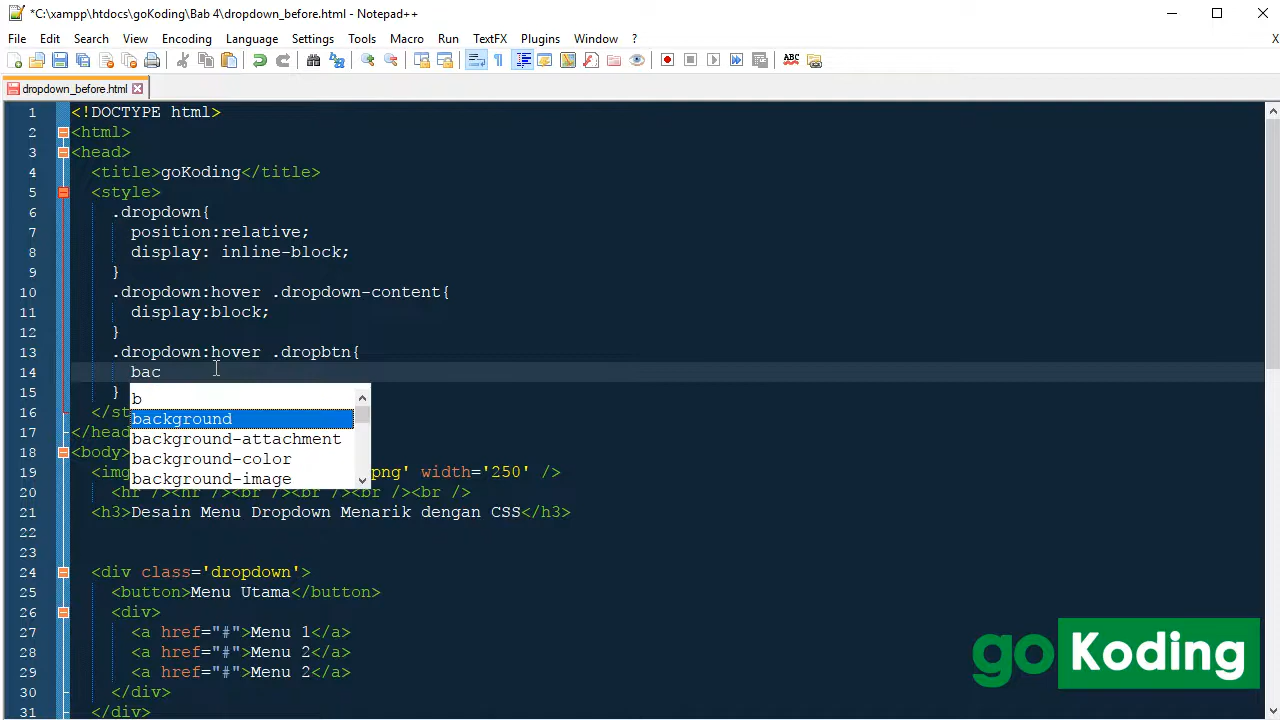 *C:\xampp\htdocs\goKoding\Bab 4\dropdown_before.html - Notepad++
File Edit Search View Encoding Language Settings Tools Macro Run TextFX Plugins Window ? X
ABC
dropdown_before.html
1 <!DOCTYPE html>
2 <html>
3 <head>
4 <title>goKoding</title>
5 <style>
6 .dropdown{
7 position:relative;
8 display: inline-block;
9 }
10 .dropdown:hover .dropdown-content{
11 display:block;
12 }
13 .dropdown:hover .dropbtn{
14 bac
15 }
b
16 </st
background
17 </head
background-attachment
18 <body>
background-color
19 <img png' width='250' />
background-image
20 <hr /><hr /><br /><br /><br /><br />
21 <h3>Desain Menu Dropdown Menarik dengan CSS</h3>
22
23
24 <div class='dropdown'>
25 <button>Menu Utama</button>
26 <div>
27 <a href="#">Menu 1</a>
28 <a href="#">Menu 2</a>
29 <a href="#">Menu 2</a>
30 </div>
31 </div>
go Koding